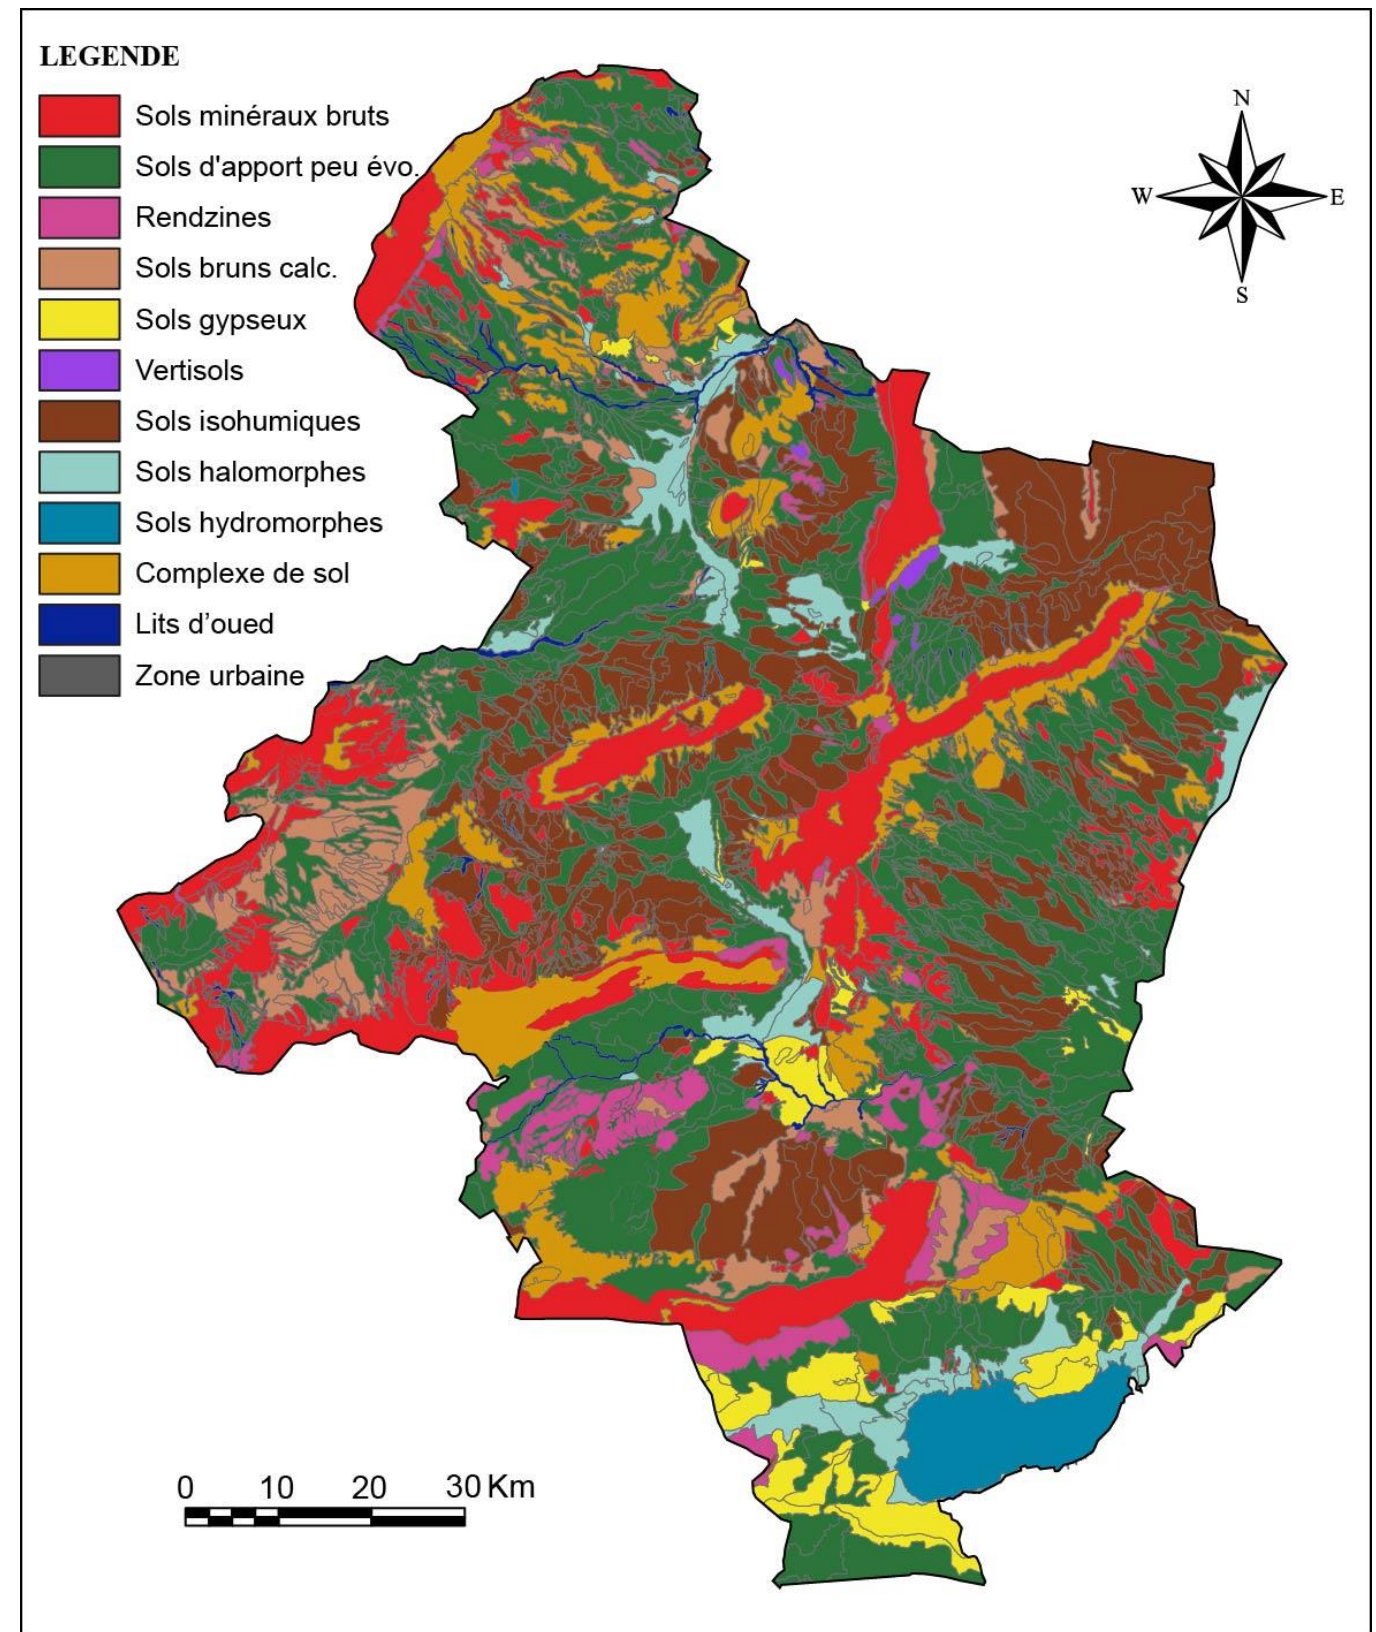 LEGENDE
Sols minéraux bruts
Sols d'apport peu évo.
Rendzines
Sols bruns calc.
Sols gypseux
Vertisols
Sols isohumiques
Sols halomorphes
Sols hydromorphes
Complexe de sol
Lits d’oued
Zone urbaine
N
W E
S
0 10 20 30 Km